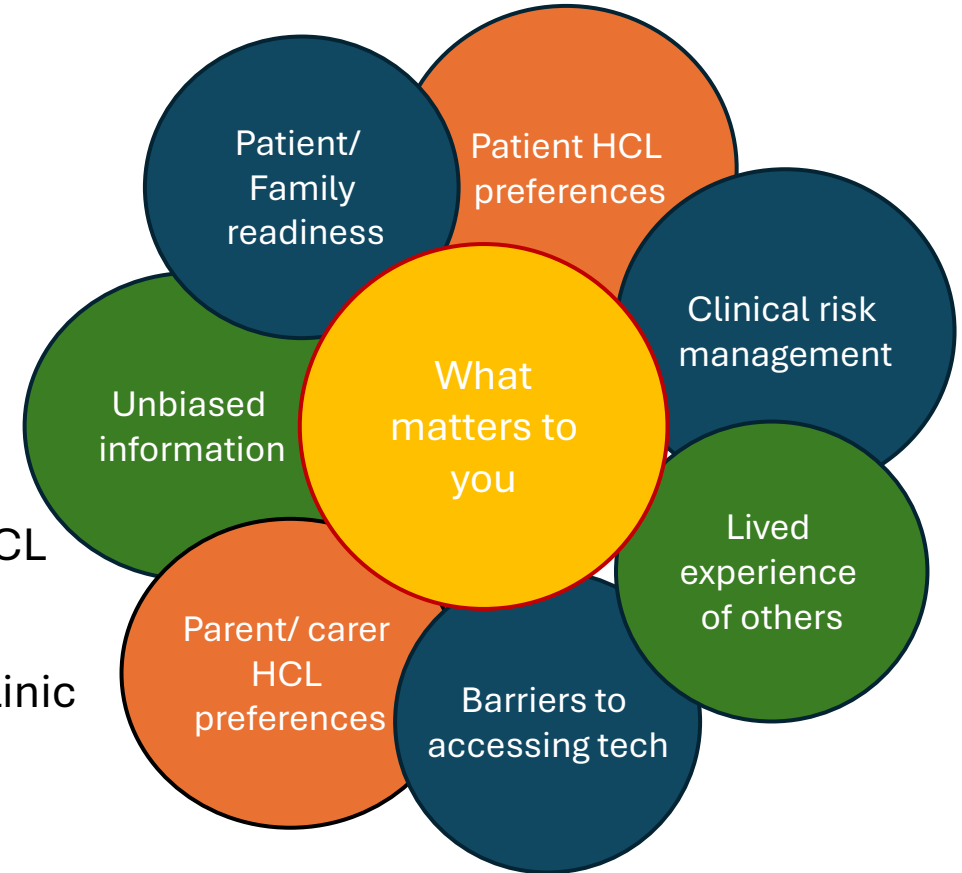 Patient/
Family
readiness
Patient HCL
preferences
Clinical risk
management
Unbiased
information
What
matters to
you
Lived
experience
of others
Parent/ carer
HCL
preferences
Barriers to
accessing tech